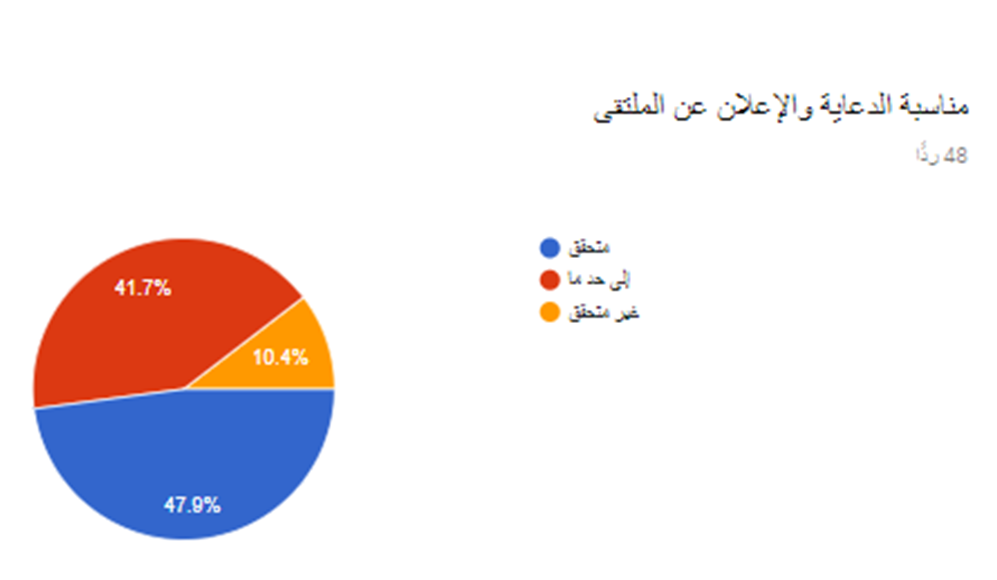 مناسبة الدعاية والإعلان عن الملتقى
48 ردًّا
متحقق
إلى حد ما
غير متحقق
41.7%
10.4%
47.9%